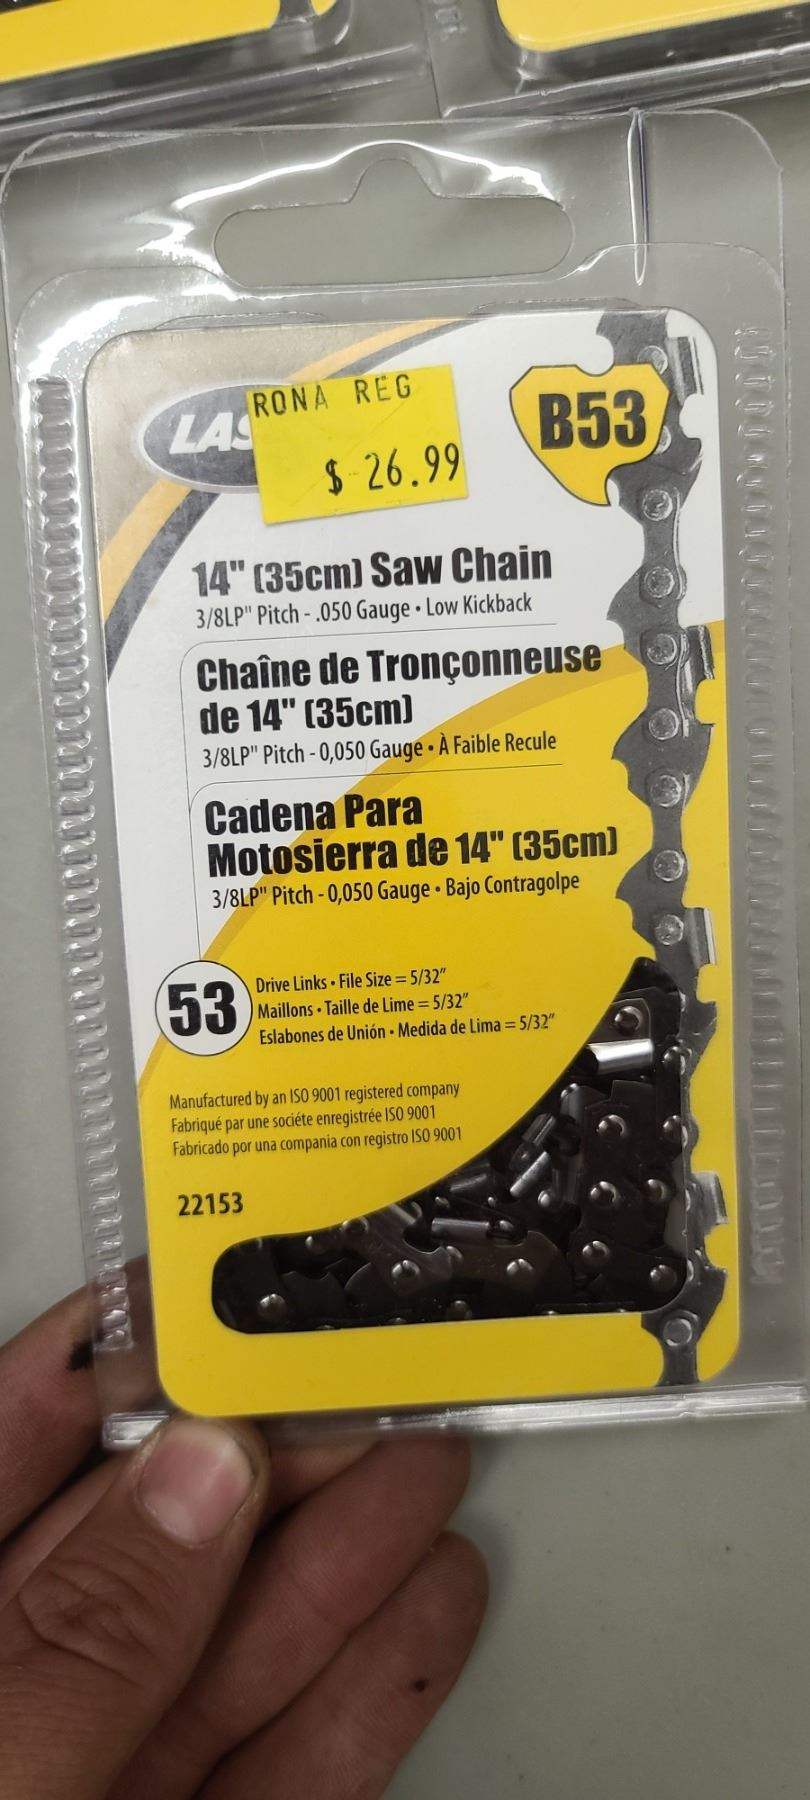 RONA REG
$ 26.99
B53
14" (35cm) Saw Chain
3/8LP" Pitch - .050 Gauge • Low Kickback
Chaîne de Tronçonneuse
de 14" (35cm)
3/8LP" Pitch - 0,050 Gauge • À Faible Recule
Cadena Para
Motosierra de 14" (35cm)
3/8LP" Pitch - 0,050 Gauge • Bajo Contragolpe
53
Drive Links • File Size = 5/32"
Maillons • Taille de Lime = 5/32"
Eslabones de Unión • Medida de Lima = 5/32"
Manufactured by an ISO 9001 registered company
Fabriqué par une sociéte enregistrée ISO 9001
Fabricado por una compania con registro ISO 9001
22153